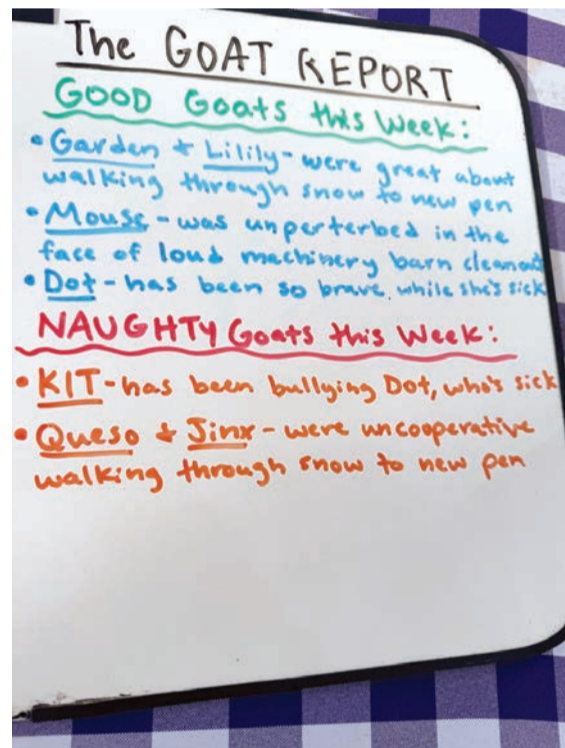 The GOAT REPORT
GOOD Goats this Week:
• Garden & Lilily - were great about
walking through snow to new pen
• Mouse - was unperterbed in the
face of loud machinery barn cleanout
• Dot - has been so brave while she's sick
NAUGHTY Goats this Week:
• KIT - has been bullying Dot, who's sick
• Queso & Jinx - were uncooperative
walking through snow to new pen